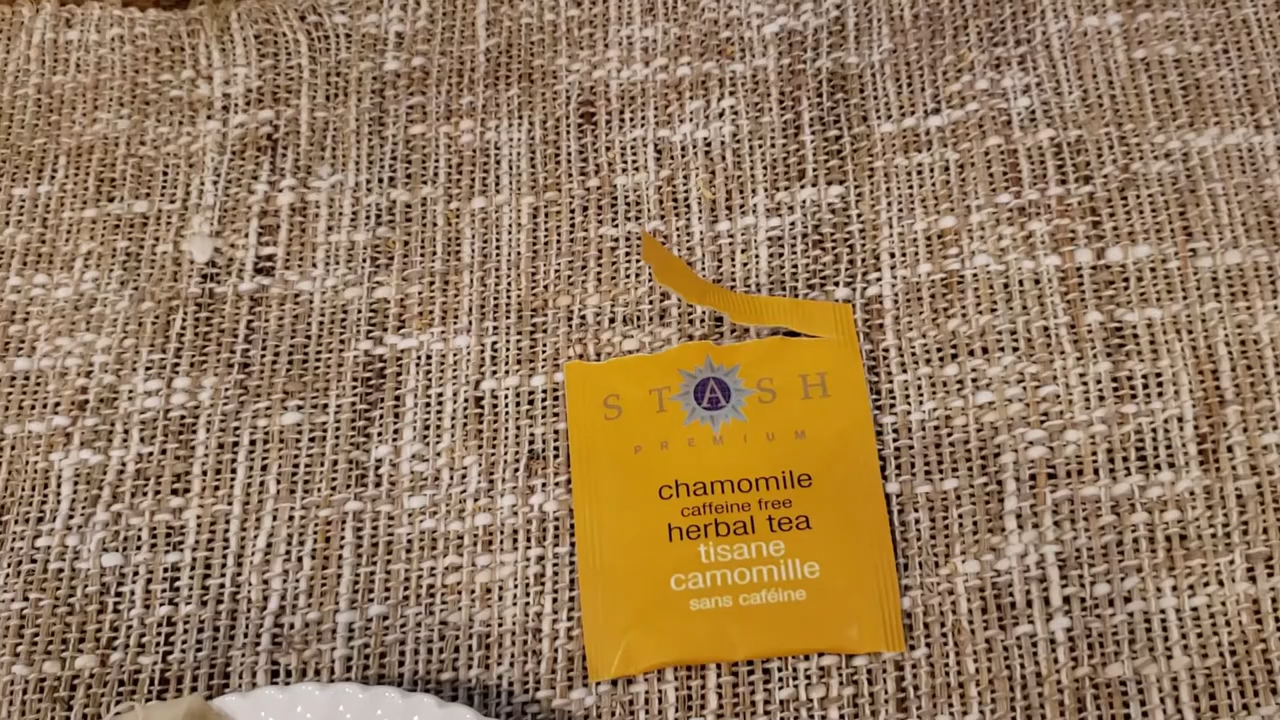 STASH
PREMIUM
chamomile
caffeine free
herbal tea
tisane
camomille
sans caféine